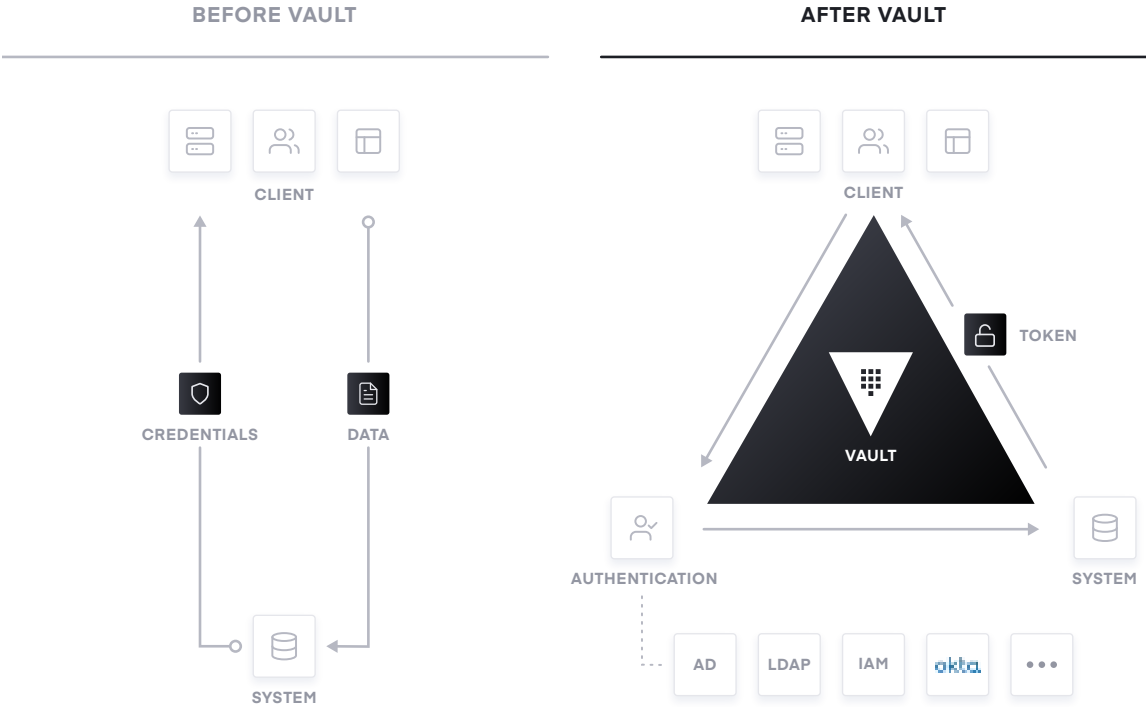 BEFORE VAULT
CLIENT
CREDENTIALS
DATA
SYSTEM
AFTER VAULT
CLIENT
TOKEN
VAULT
AUTHENTICATION
SYSTEM
AD
LDAP
IAM
okta